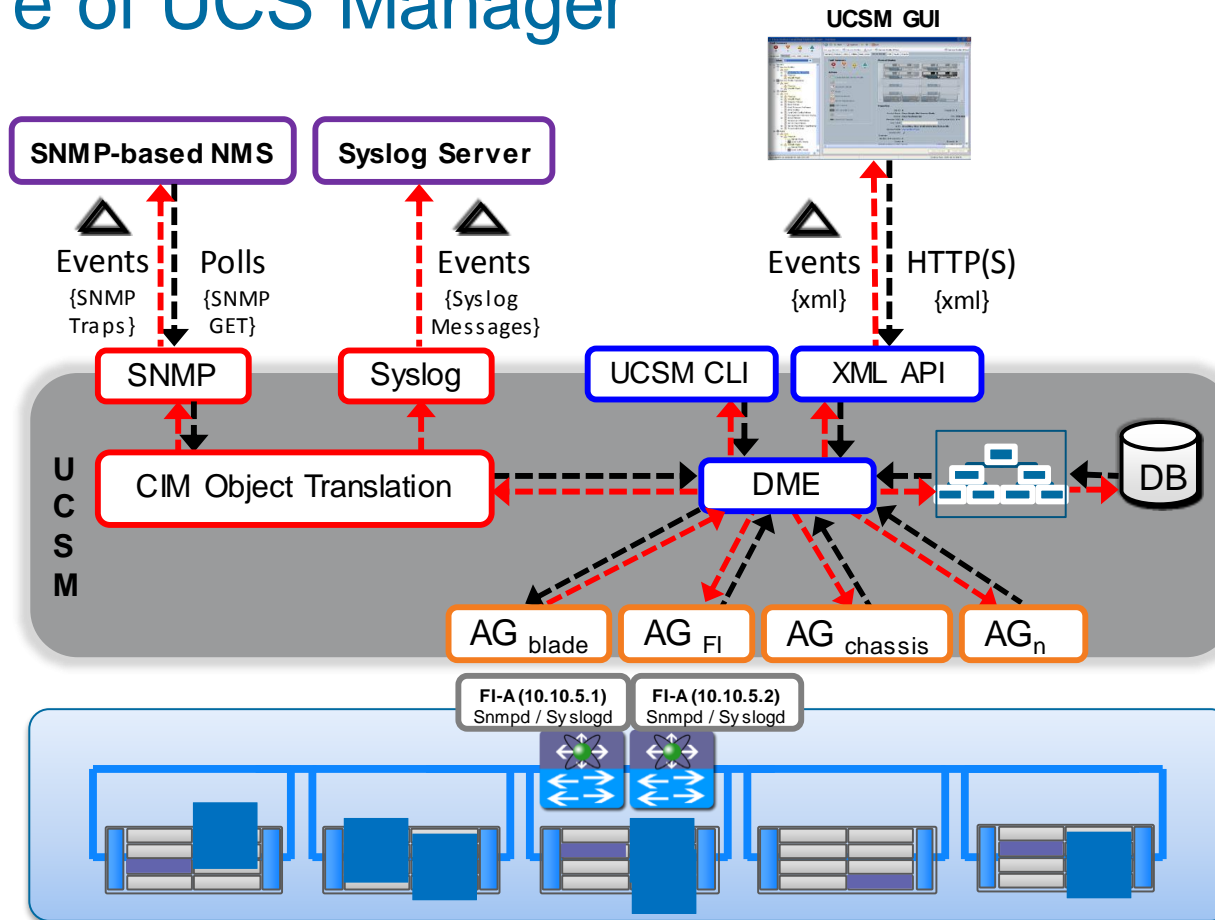 e of UCS Manager
UCSM GUI
SNMP-based NMS
Syslog Server
Events
{SNMP
Traps}
Polls
{SNMP
GET}
Events
{Syslog
Messages}
Events
{xml}
HTTP(S)
{xml}
SNMP
Syslog
UCSM CLI
XML API
U
C
S
M
CIM Object Translation
DME
DB
AG blade
AG FI
AG chassis
AGn
FI-A (10.10.5.1)
Snmpd / Syslogd
FI-A (10.10.5.2)
Snmpd / Syslogd